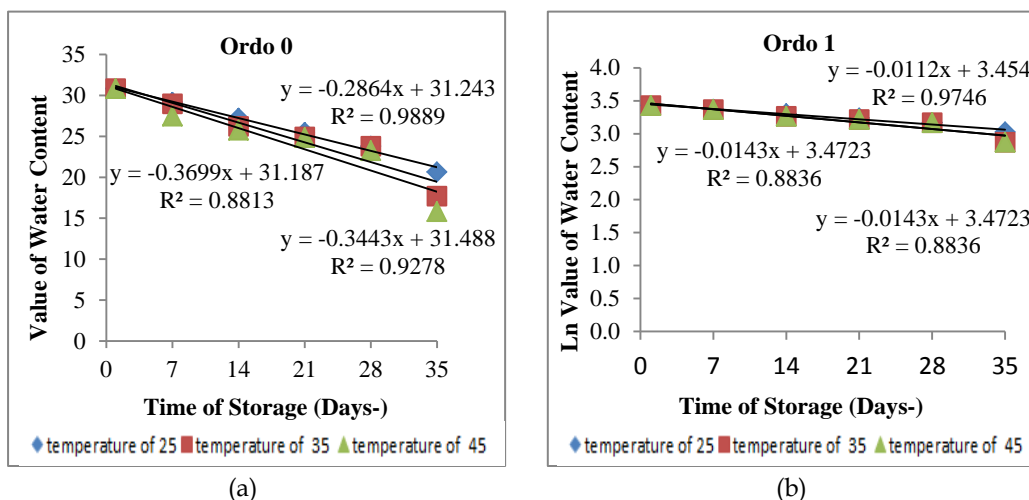 Ordo 0
Value of Water Content
35
30
25
20
15
10
5
0
y = -0.2864x + 31.243
R² = 0.9889
y = -0.3699x + 31.187
R² = 0.8813
y = -0.3443x + 31.488
R² = 0.9278
0 7 14 21 28 35
Time of Storage (Days-)
temperature of 25 temperature of 35 temperature of 45
(a)
Ordo 1
Ln Value of Water Content
4.0
3.5
3.0
2.5
2.0
1.5
1.0
0.5
0.0
y = -0.0112x + 3.454
R² = 0.9746
y = -0.0143x + 3.4723
R² = 0.8836
y = -0.0143x + 3.4723
R² = 0.8836
0 7 14 21 28 35
Time of Storage (Days-)
temperature of 25 temperature of 35 temperature of 45
(b)